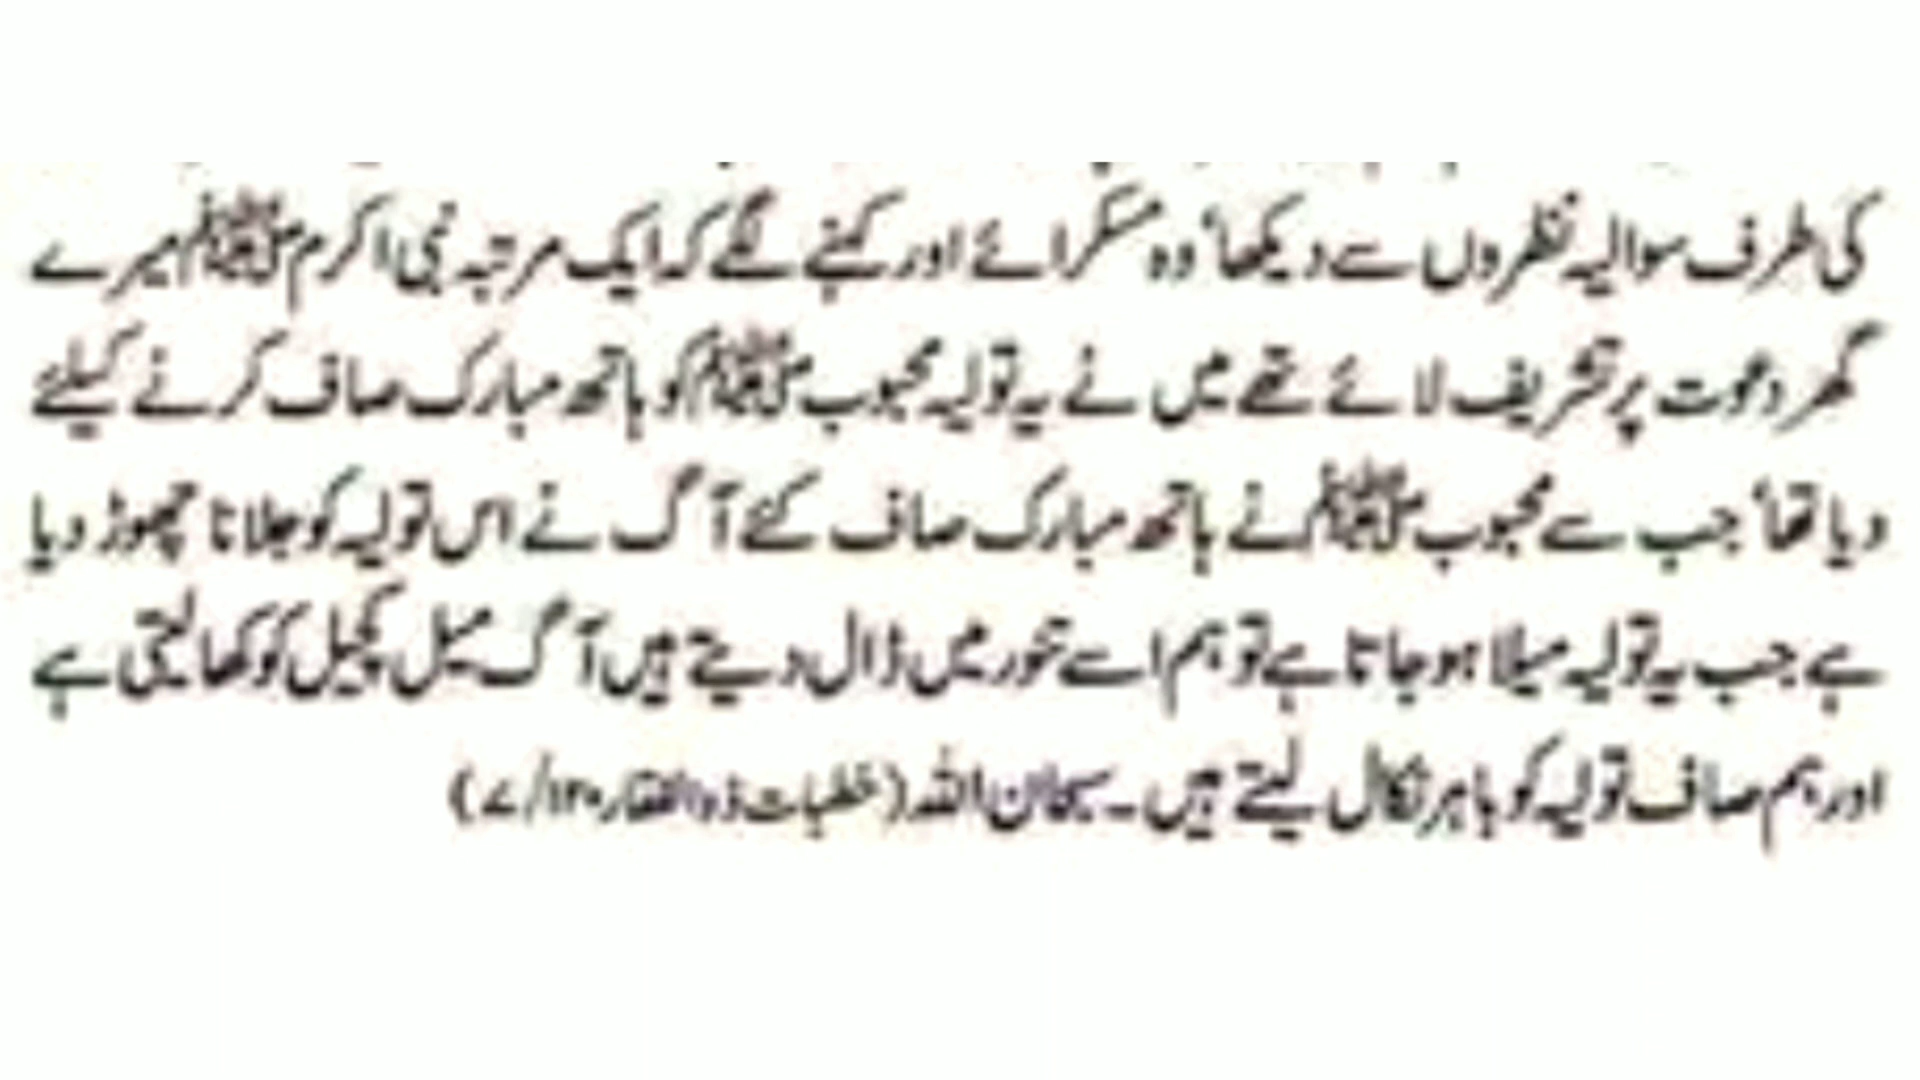 کی طرف سوالیہ نظروں سے دیکھا‘ وہ مسکرائے اور کہنے لگے کہ ایک مرتبہ نبی اکرم ﷺ میرے
گھر دعوت پر تشریف لائے تھے میں نے یہ تولیہ محبوب ﷺ کو ہاتھ مبارک صاف کرنے کیلئے
دیا تھا‘ جب سے محبوب ﷺ نے ہاتھ مبارک صاف کئے آگ نے اس تولیہ کو جلانا چھوڑ دیا
ہے جب یہ تولیہ میلا ہو جاتا ہے تو ہم اسے تنور میں ڈال دیتے ہیں آگ میل کچیل کو کھا لیتی ہے
اور ہم صاف تولیہ کو باہر نکال لیتے ہیں۔ سبحان اللہ (خطبات ذوالفقار ۱۲۰/۷)